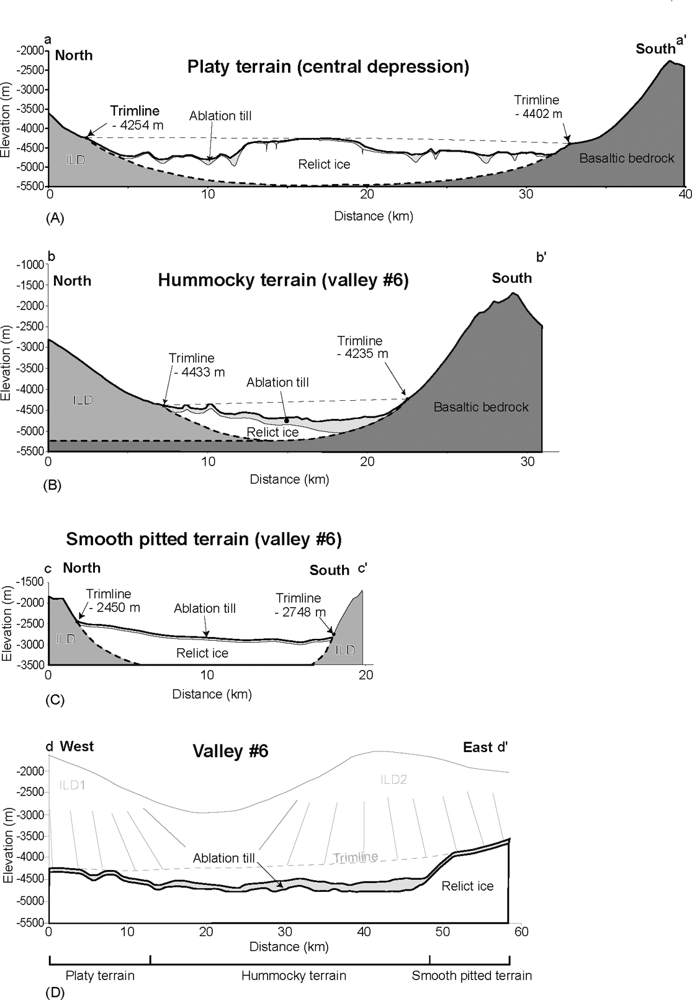 a
North
South a'
Platy terrain (central depression)
Elevation (m)
-2000
-2500
-3000
-3500
-4000
-4500
-5000
-5500
Trimline
- 4254 m
Ablation till
Trimline
- 4402 m
ILD
Relict ice
Basaltic bedrock
0 10 20 30 40
Distance (km)
(A)
b
b'
North
South
Hummocky terrain (valley #6)
Elevation (m)
-1000
-1500
-2000
-2500
-3000
-3500
-4000
-4500
-5000
-5500
Trimline
- 4433 m
Ablation till
Trimline
- 4235 m
ILD
Relict ice
Basaltic bedrock
0 10 20 30
Distance (km)
(B)
Smooth pitted terrain (valley #6)
c North
South c'
Elevation (m)
-1500
-2000
-2500
-3000
-3500
Trimline
- 2450 m
Ablation till
Trimline
- 2748 m
ILD
Relict ice
ILD
0 10 20
Distance (km)
(C)
d West
Valley #6
East d'
Elevation (m)
-2000
-2500
-3000
-3500
-4000
-4500
-5000
-5500
ILD1
ILD2
Ablation till
Trimline
Relict ice
0 10 20 30 40 50 60
Distance (km)
Platy terrain
Hummocky terrain
Smooth pitted terrain
(D)